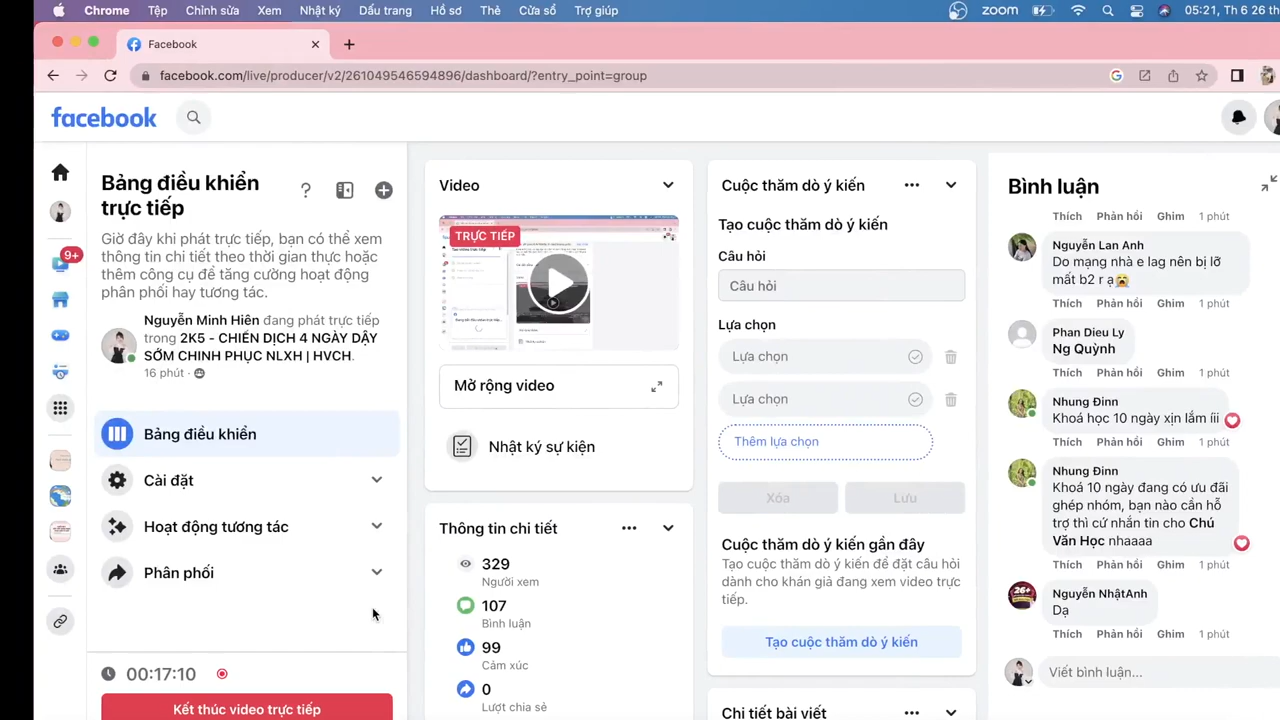 Chrome Tệp Chỉnh sửa Xem Nhật ký Dấu trang Hồ sơ Thẻ Cửa sổ Trợ giúp zoom 05:21, Th 6 26 th
Facebook
facebook.com/live/producer/v2/261049546594896/dashboard/?entry_point=group
facebook
9+
Bảng điều khiển
trực tiếp
Giờ đây khi phát trực tiếp, bạn có thể xem
thông tin chi tiết theo thời gian thực hoặc
thêm công cụ để tăng cường hoạt động
phân phối hay tương tác.
Nguyễn Minh Hiên đang phát trực tiếp
trong 2K5 - CHIẾN DỊCH 4 NGÀY DẬY
SỚM CHINH PHỤC NLXH | HVCH.
16 phút ·
Bảng điều khiển
Cài đặt
Hoạt động tương tác
Phân phối
00:17:10
Kết thúc video trực tiếp
Video
TRỰC TIẾP
Mở rộng video
Nhật ký sự kiện
Thông tin chi tiết
329
Người xem
107
Bình luận
99
Cảm xúc
0
Lượt chia sẻ
Cuộc thăm dò ý kiến
Tạo cuộc thăm dò ý kiến
Câu hỏi
Câu hỏi
Lựa chọn
Lựa chọn
Lựa chọn
Thêm lựa chọn
Xóa Lưu
Cuộc thăm dò ý kiến gần đây
Tạo cuộc thăm dò ý kiến để đặt câu hỏi
dành cho khán giả đang xem video trực
tiếp.
Tạo cuộc thăm dò ý kiến
Chi tiết bài viết
Bình luận
Thích Phản hồi Ghim 1 phút
Nguyễn Lan Anh
Do mạng nhà e lag nên bị lỡ
mất b2 r ạ😭
Thích Phản hồi Ghim 1 phút
Phan Dieu Ly
Ng Quỳnh
Thích Phản hồi Ghim 1 phút
Nhung Đinn
Khoá học 10 ngày xịn lắm íii
Thích Phản hồi Ghim 1 phút
Nhung Đinn
Khoá 10 ngày đang có ưu đãi
ghép nhóm, bạn nào cần hỗ
trợ thì cứ nhắn tin cho Chú
Văn Học nhaaaa
Thích Phản hồi Ghim 1 phút
Nguyễn NhậtAnh
Dạ
Thích Phản hồi Ghim 1 phút
Viết bình luận...